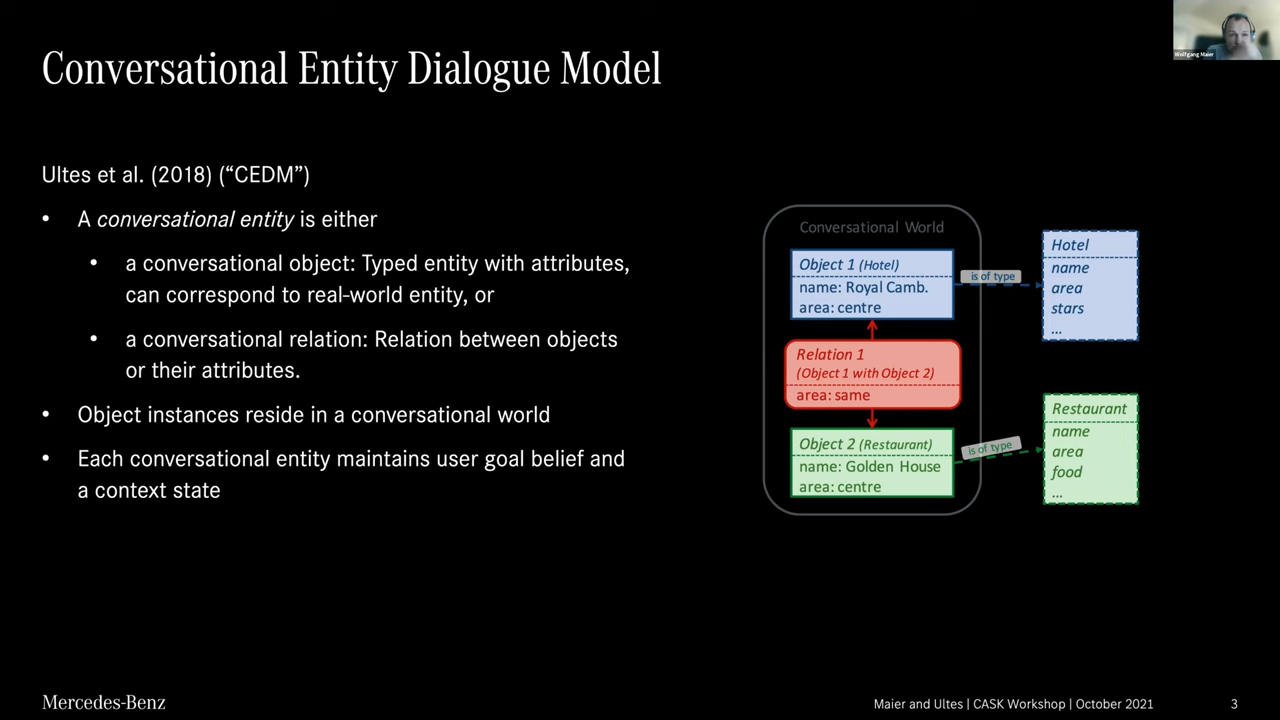 Conversational Entity Dialogue Model
Wolfgang Maier
Ultes et al. (2018) (“CEDM”)
• A conversational entity is either
• a conversational object: Typed entity with attributes,
can correspond to real-world entity, or
• a conversational relation: Relation between objects
or their attributes.
• Object instances reside in a conversational world
• Each conversational entity maintains user goal belief and
a context state
Conversational World
Object 1 (Hotel)
name: Royal Camb.
area: centre
is of type
Hotel
name
area
stars
...
Relation 1
(Object 1 with Object 2)
area: same
Object 2 (Restaurant)
name: Golden House
area: centre
is of type
Restaurant
name
area
food
...
Mercedes-Benz
Maier and Ultes | CASK Workshop | October 2021
3